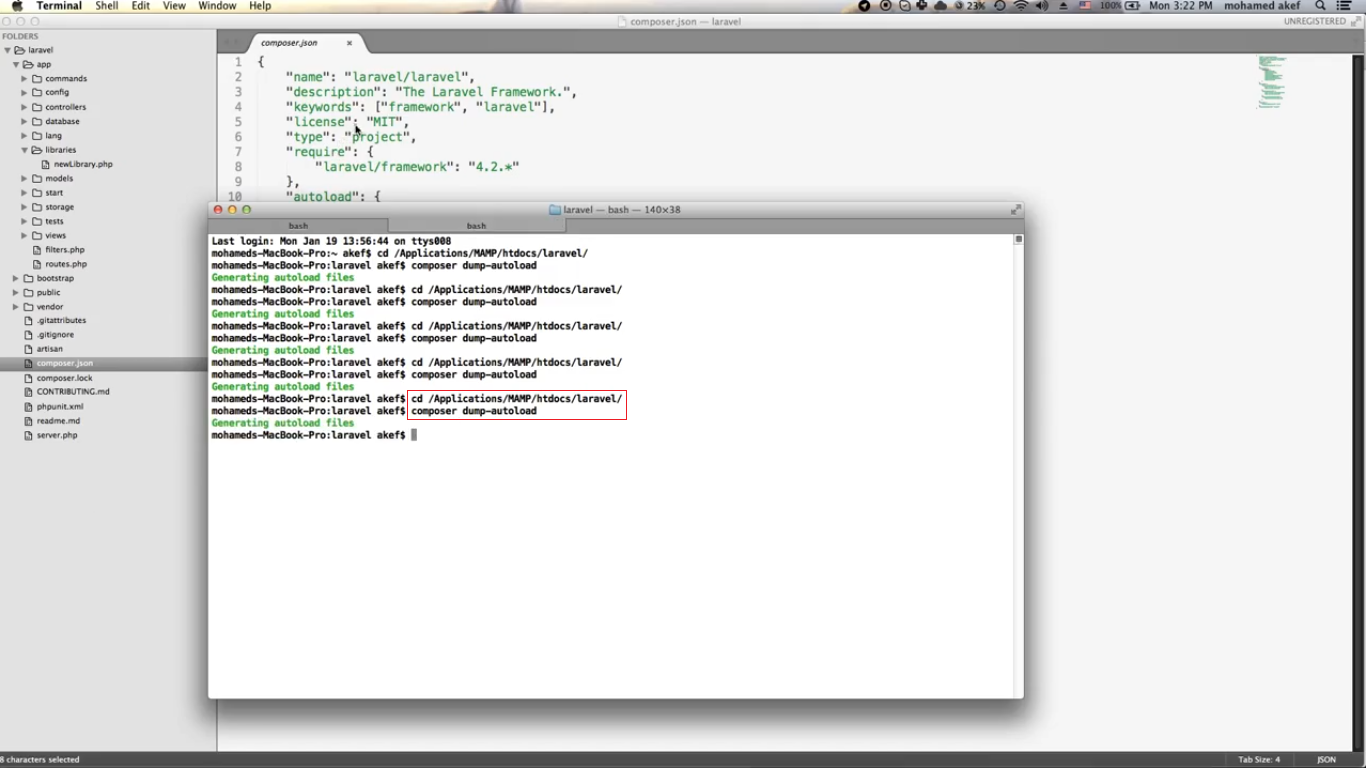 Terminal Shell Edit View Window Help 23% 100% Mon 3:22 PM mohamed akef
composer.json — laravel
UNREGISTERED
FOLDERS
laravel
app
commands
config
controllers
database
lang
libraries
newLibrary.php
models
start
storage
tests
views
filters.php
routes.php
bootstrap
public
vendor
.gitattributes
.gitignore
artisan
composer.json
composer.lock
CONTRIBUTING.md
phpunit.xml
readme.md
server.php
composer.json ×
1 {
2 "name": "laravel/laravel",
3 "description": "The Laravel Framework.",
4 "keywords": ["framework", "laravel"],
5 "license": "MIT",
6 "type": "project",
7 "require": {
8 "laravel/framework": "4.2.*"
9 },
10 "autoload": {
laravel — bash — 140×38
bash bash
Last login: Mon Jan 19 13:56:44 on ttys008
mohameds-MacBook-Pro:~ akef$ cd /Applications/MAMP/htdocs/laravel/
mohameds-MacBook-Pro:laravel akef$ composer dump-autoload
Generating autoload files
mohameds-MacBook-Pro:laravel akef$ cd /Applications/MAMP/htdocs/laravel/
mohameds-MacBook-Pro:laravel akef$ composer dump-autoload
Generating autoload files
mohameds-MacBook-Pro:laravel akef$ cd /Applications/MAMP/htdocs/laravel/
mohameds-MacBook-Pro:laravel akef$ composer dump-autoload
Generating autoload files
mohameds-MacBook-Pro:laravel akef$ cd /Applications/MAMP/htdocs/laravel/
mohameds-MacBook-Pro:laravel akef$ composer dump-autoload
Generating autoload files
mohameds-MacBook-Pro:laravel akef$ cd /Applications/MAMP/htdocs/laravel/
mohameds-MacBook-Pro:laravel akef$ composer dump-autoload
Generating autoload files
mohameds-MacBook-Pro:laravel akef$
8 characters selected
Tab Size: 4 JSON